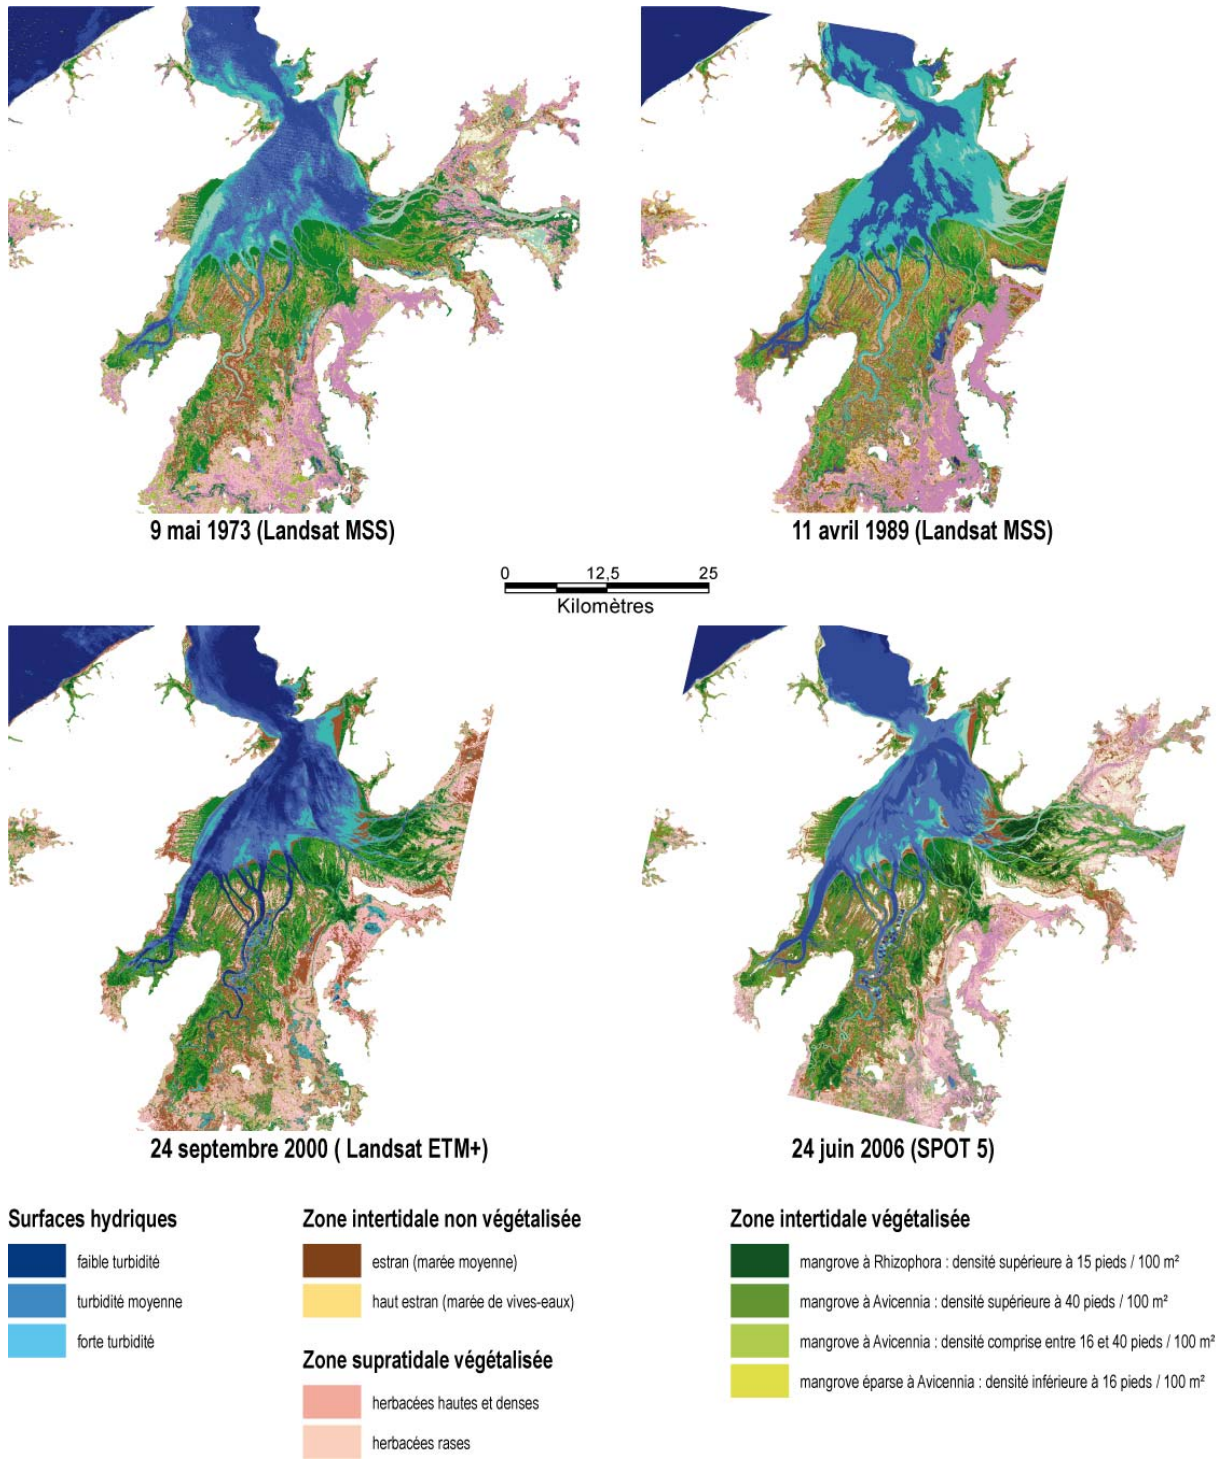 9 mai 1973 (Landsat MSS)
11 avril 1989 (Landsat MSS)
0 12,5 25
Kilomètres
24 septembre 2000 ( Landsat ETM+)
24 juin 2006 (SPOT 5)
Surfaces hydriques
faible turbidité
turbidité moyenne
forte turbidité
Zone intertidale non végétalisée
estran (marée moyenne)
haut estran (marée de vives-eaux)
Zone supratidale végétalisée
herbacées hautes et denses
herbacées rases
Zone intertidale végétalisée
mangrove à Rhizophora : densité supérieure à 15 pieds / 100 m²
mangrove à Avicennia : densité supérieure à 40 pieds / 100 m²
mangrove à Avicennia : densité comprise entre 16 et 40 pieds / 100 m²
mangrove éparse à Avicennia : densité inférieure à 16 pieds / 100 m²